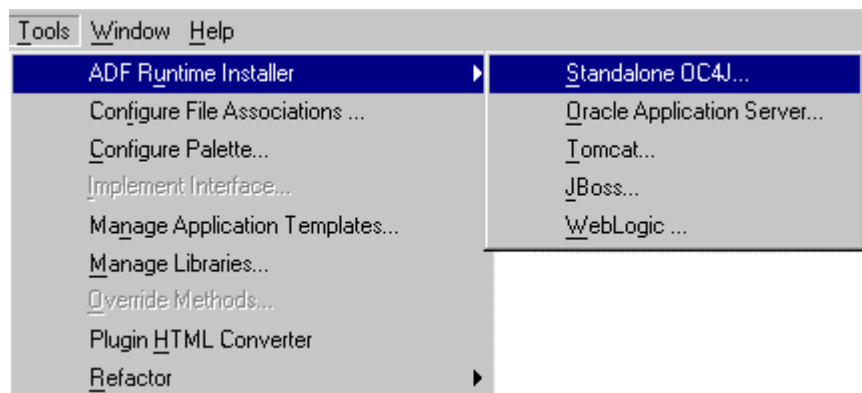 Tools Window Help
ADF Runtime Installer
Configure File Associations ...
Configure Palette...
Implement Interface...
Manage Application Templates...
Manage Libraries...
Override Methods...
Plugin HTML Converter
Refactor
Standalone OC4J...
Oracle Application Server...
Tomcat...
JBoss...
WebLogic ...